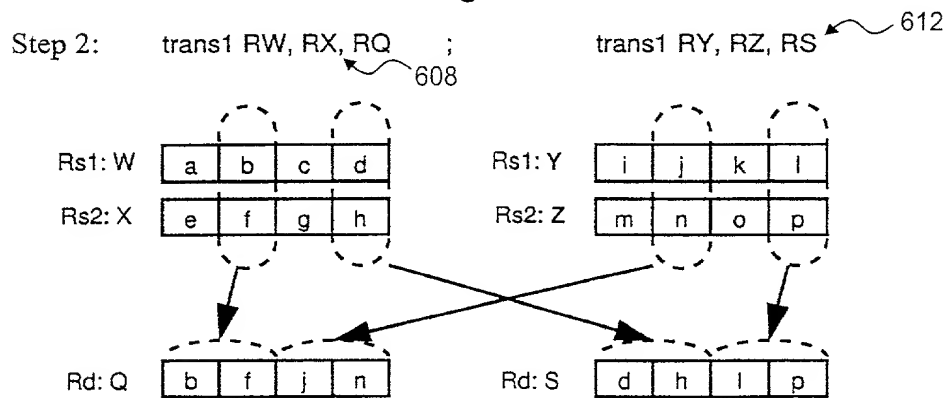 Step 2: trans1 RW, RX, RQ ; trans1 RY, RZ, RS 612
608
Rs1: W a b c d Rs1: Y i j k l
Rs2: X e f g h Rs2: Z m n o p
Rd: Q b f j n Rd: S d h l p